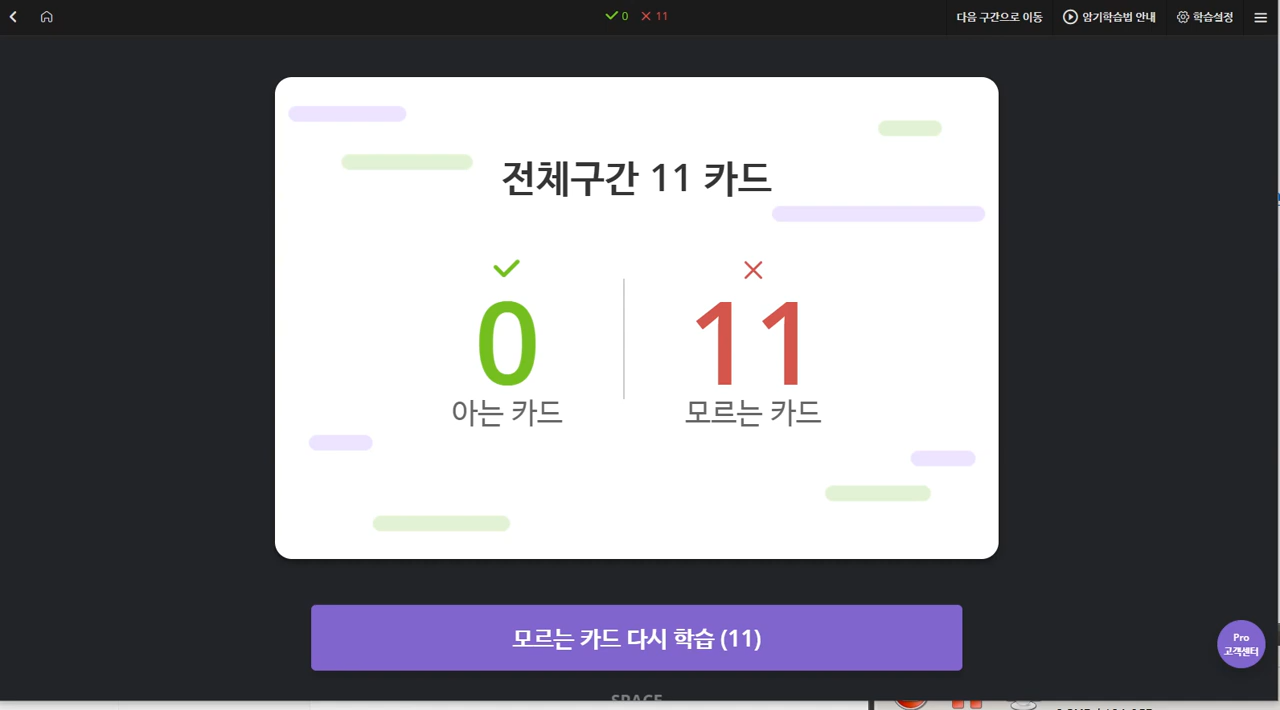 0 11 다음 구간으로 이동 암기학습법 안내 학습설정
전체구간 11 카드
0 11
아는 카드 모르는 카드
모르는 카드 다시 학습 (11)
Pro
고객센터
SPACE